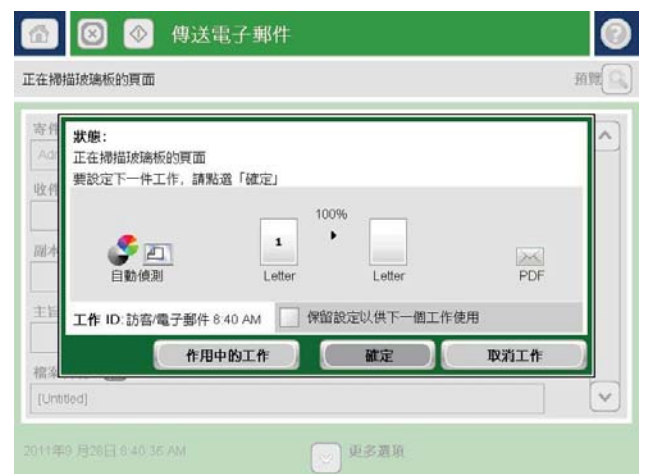 傳送電子郵件
正在掃描玻璃板的頁面
預覽
寄件
狀態:
正在掃描玻璃板的頁面
要設定下一件工作，請點選「確定」
收件
100%
1
副本
自動偵測
Letter
Letter
PDF
主旨
工作 ID: 訪客/電子郵件 8:40 AM
保留設定以供下一個工作使用
作用中的工作
確定
取消工作
檔案
[Untitled]
更多選項